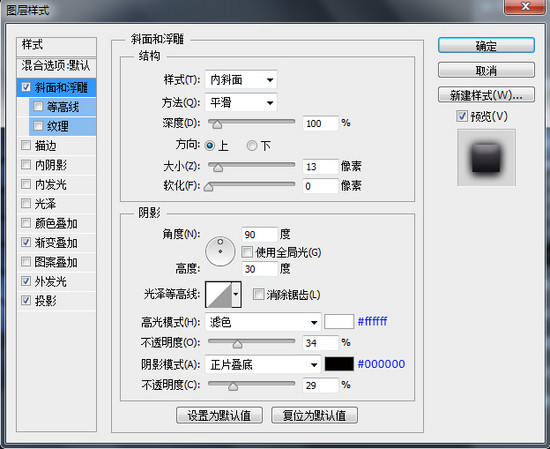 图层样式
样式
混合选项:默认
斜面和浮雕
等高线
纹理
描边
内阴影
内发光
光泽
颜色叠加
渐变叠加
图案叠加
外发光
投影
斜面和浮雕
结构
样式(T): 内斜面
方法(Q): 平滑
深度(D): 100 %
方向: 上 下
大小(Z): 13 像素
软化(F): 0 像素
阴影
角度(N): 90 度
使用全局光(G)
高度: 30 度
光泽等高线: 消除锯齿(L)
高光模式(H): 滤色 #ffffff
不透明度(O): 34 %
阴影模式(A): 正片叠底 #000000
不透明度(C): 29 %
设置为默认值 复位为默认值
确定
取消
新建样式(W)...
预览(V)